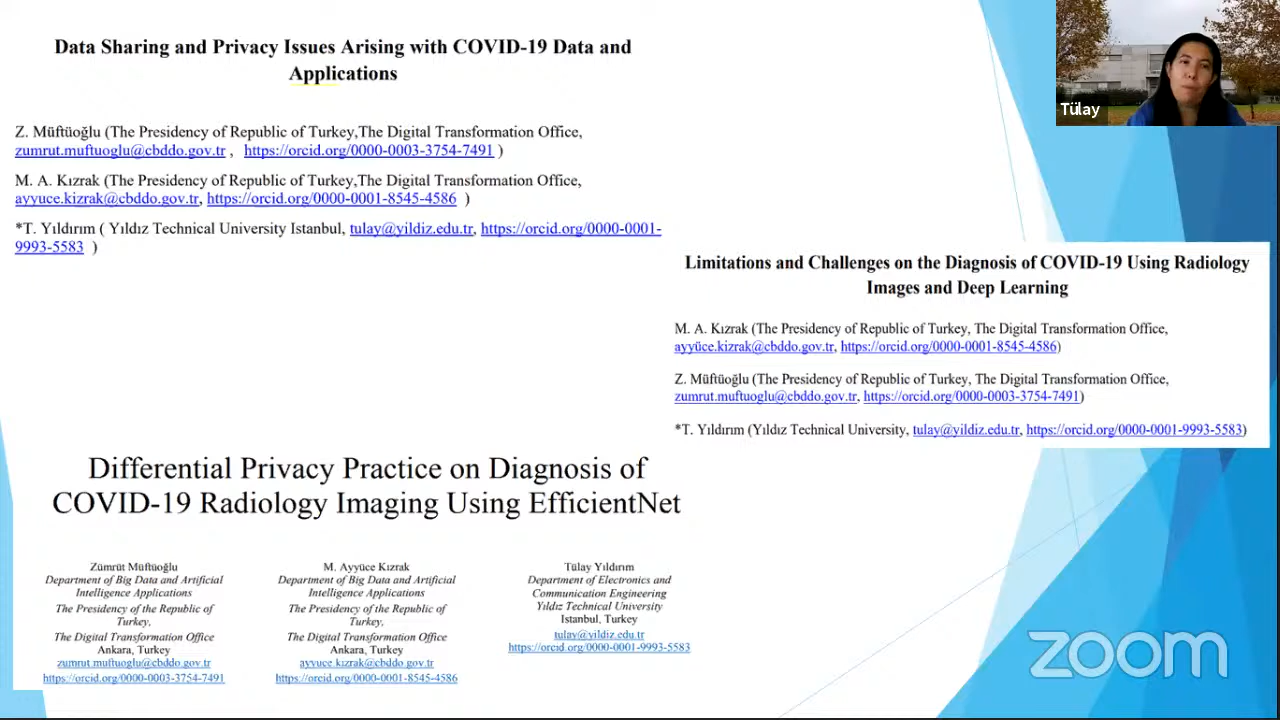 Data Sharing and Privacy Issues Arising with COVID-19 Data and
Applications
Z. Müftüoğlu (The Presidency of Republic of Turkey,The Digital Transformation Office,
zumrut.muftuoglu@cbddo.gov.tr , https://orcid.org/0000-0003-3754-7491 )
M. A. Kızrak (The Presidency of Republic of Turkey,The Digital Transformation Office,
ayyuce.kizrak@cbddo.gov.tr, https://orcid.org/0000-0001-8545-4586 )
*T. Yıldırım ( Yıldız Technical University Istanbul, tulay@yildiz.edu.tr, https://orcid.org/0000-0001-
9993-5583 )
Tülay
Limitations and Challenges on the Diagnosis of COVID-19 Using Radiology
Images and Deep Learning
M. A. Kızrak (The Presidency of Republic of Turkey, The Digital Transformation Office,
ayyüce.kizrak@cbddo.gov.tr, https://orcid.org/0000-0001-8545-4586)
Z. Müftüoğlu (The Presidency of Republic of Turkey, The Digital Transformation Office,
zumrut.muftuoglu@cbddo.gov.tr, https://orcid.org/0000-0003-3754-7491)
*T. Yıldırım (Yıldız Technical University, tulay@yildiz.edu.tr, https://orcid.org/0000-0001-9993-5583)
Differential Privacy Practice on Diagnosis of
COVID-19 Radiology Imaging Using EfficientNet
Zümrüt Müftüoğlu
Department of Big Data and Artificial
Intelligence Applications
The Presidency of the Republic of
Turkey,
The Digital Transformation Office
Ankara, Turkey
zumrut.muftuoglu@cbddo.gov.tr
https://orcid.org/0000-0003-3754-7491
M. Ayyüce Kızrak
Department of Big Data and Artificial
Intelligence Applications
The Presidency of the Republic of
Turkey,
The Digital Transformation Office
Ankara, Turkey
ayyuce.kızrak@cbddo.gov.tr
https://orcid.org/0000-0001-8545-4586
Tülay Yıldırım
Department of Electronics and
Communication Engineering
Yıldız Technical University
Istanbul, Turkey
tulay@yildiz.edu.tr
https://orcid.org/0000-0001-9993-5583
zoom